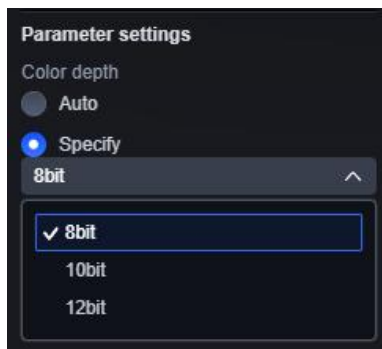 Parameter settings
Color depth
Auto
Specify
8bit
8bit
10bit
12bit